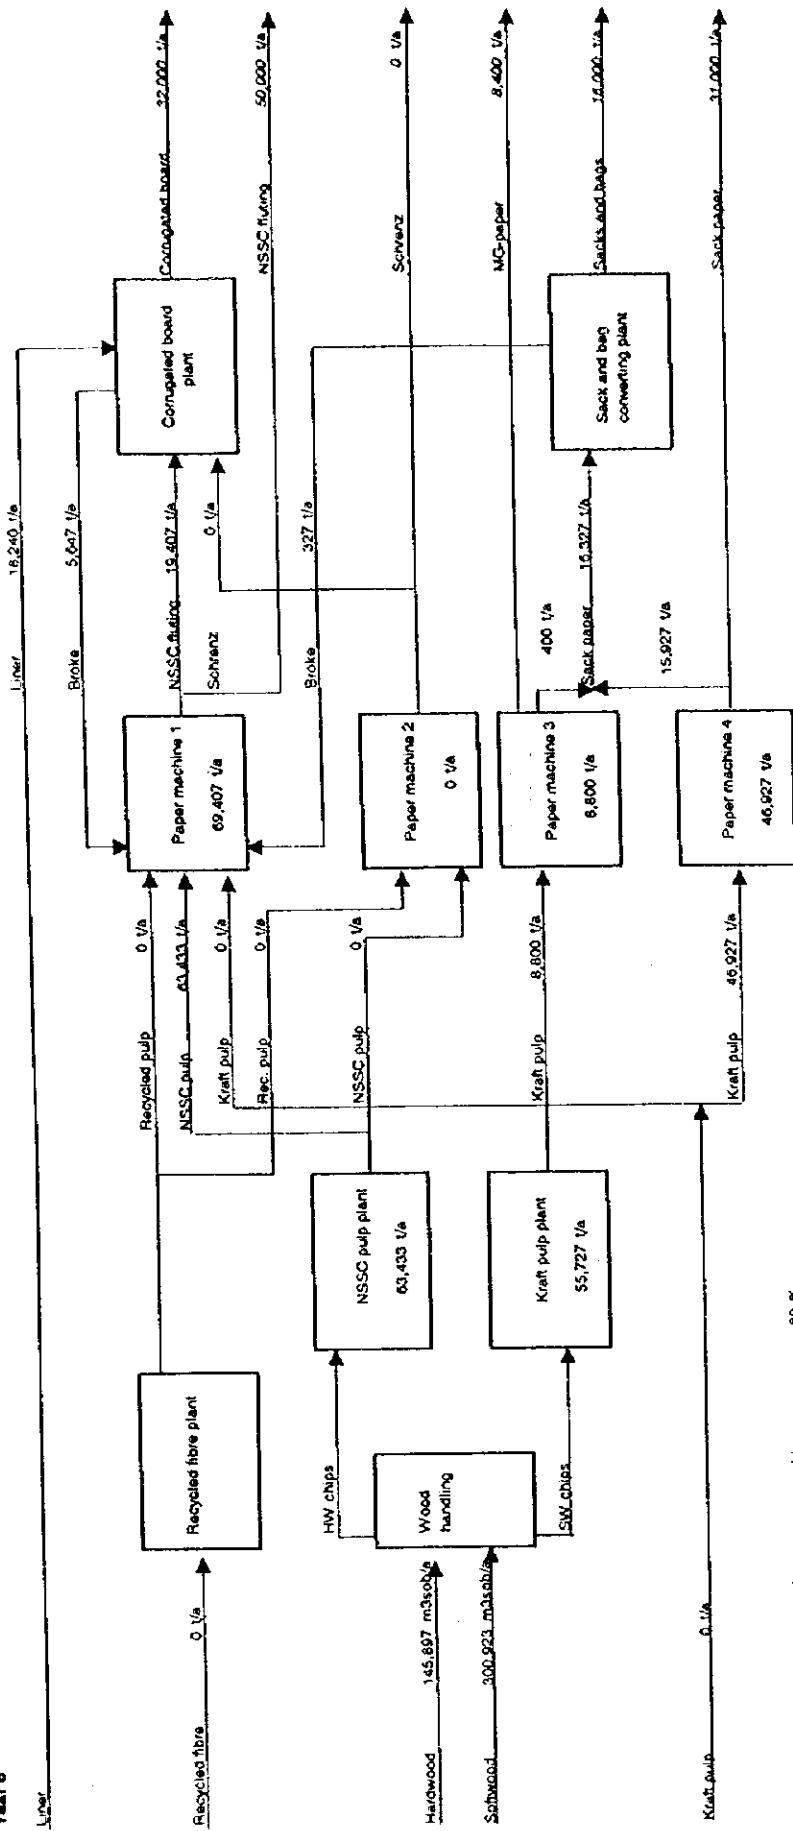 Liner
18,240 t/a
Liner
Broke
5,647 t/a
Corrugated board plant
Corrugated board
32,000 t/a
Recycled fibre
0 t/a
Recycled fibre plant
Recycled pulp
0 t/a
NSSC pulp
63,433 t/a
Kraft pulp
0 t/a
Rec. pulp
0 t/a
Paper machine 1
69,407 t/a
NSSC fluting
19,407 t/a
Schrenz
0 t/a
NSSC fluting
50,000 t/a
Broke
327 t/a
Hardwood
145,897 m3sob/a
Softwood
300,923 m3sob/a
Wood handling
HW chips
SW chips
NSSC pulp plant
63,433 t/a
NSSC pulp
0 t/a
Paper machine 2
0 t/a
Schrenz
0 t/a
Kraft pulp plant
55,727 t/a
Kraft pulp
8,800 t/a
Paper machine 3
8,800 t/a
MG-paper
8,400 t/a
400 t/a
Sack paper
16,327 t/a
Sack and bag converting plant
Sacks and bags
16,000 t/a
15,927 t/a
Kraft pulp
0 t/a
Kraft pulp
46,927 t/a
Paper machine 4
46,927 t/a
Sack paper
31,000 t/a